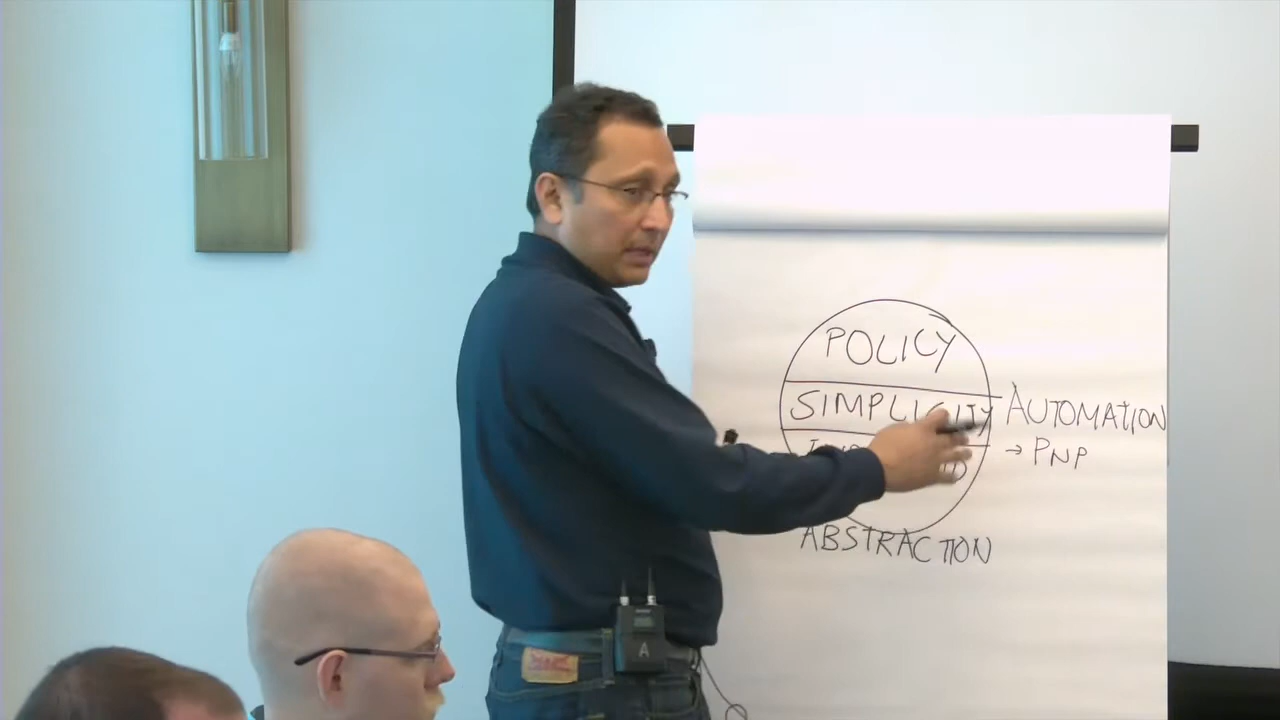 POLICY
SIMPLICITY
AUTOMATION
→ PNP
ABSTRACTION
A